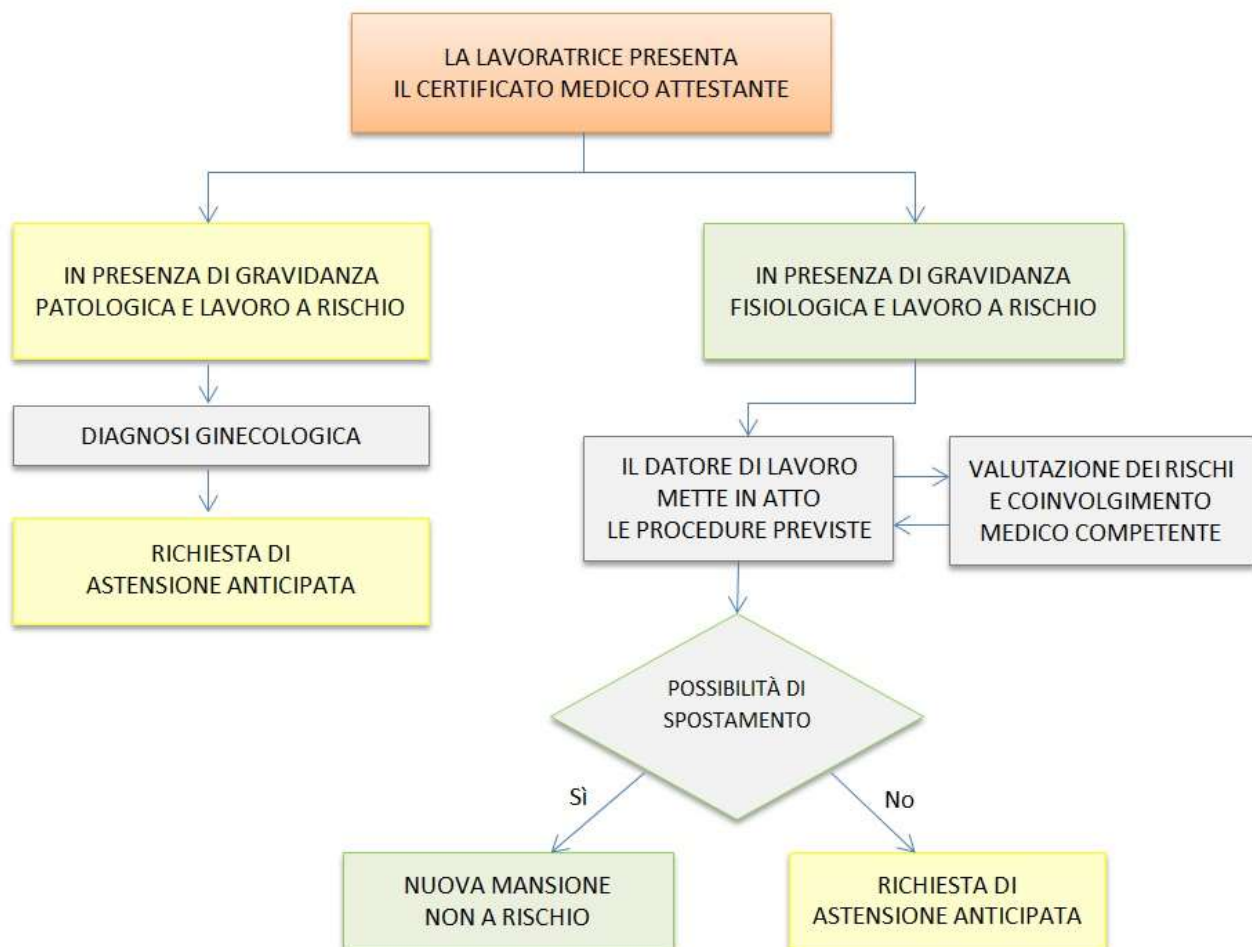 LA LAVORATRICE PRESENTA
IL CERTIFICATO MEDICO ATTESTANTE
IN PRESENZA DI GRAVIDANZA
PATOLOGICA E LAVORO A RISCHIO
IN PRESENZA DI GRAVIDANZA
FISIOLOGICA E LAVORO A RISCHIO
DIAGNOSI GINECOLOGICA
RICHIESTA DI
ASTENSIONE ANTICIPATA
IL DATORE DI LAVORO
METTE IN ATTO
LE PROCEDURE PREVISTE
VALUTAZIONE DEI RISCHI
E COINVOLGIMENTO
MEDICO COMPETENTE
POSSIBILITÀ DI
SPOSTAMENTO
Sì
No
NUOVA MANSIONE
NON A RISCHIO
RICHIESTA DI
ASTENSIONE ANTICIPATA